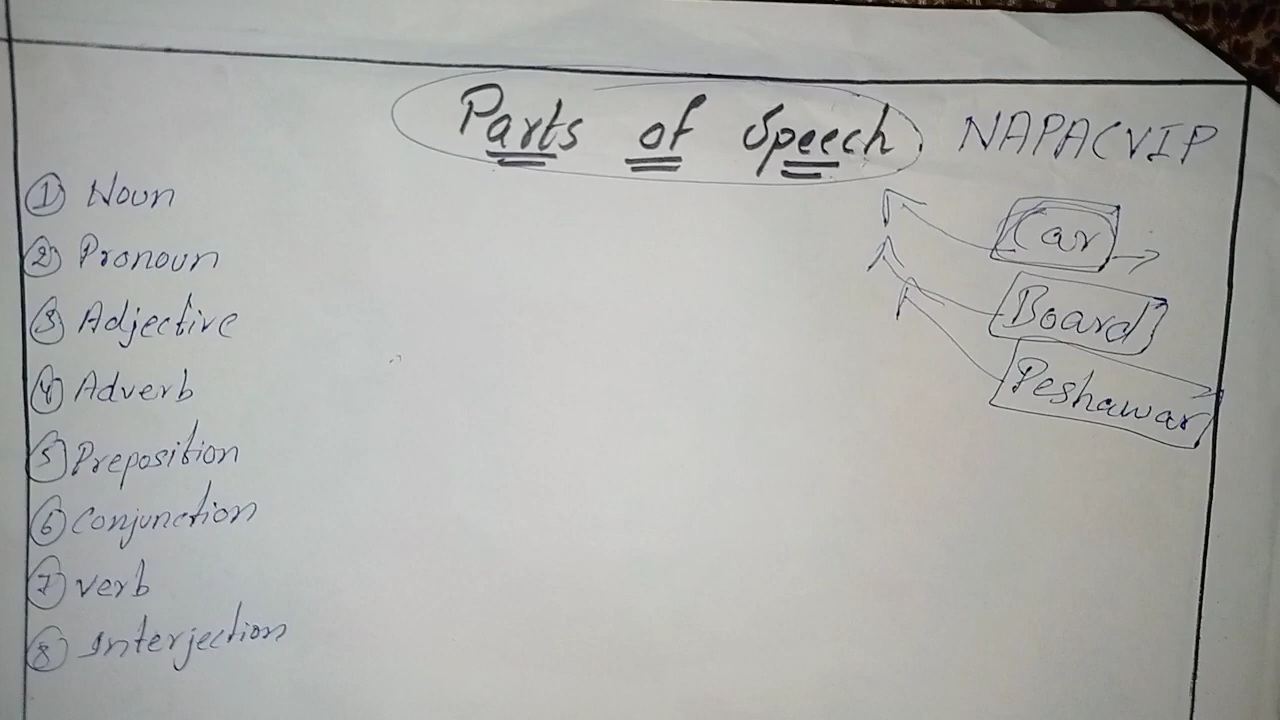 Parts of Speech NAPACVIP
① Noun
② Pronoun
③ Adjective
④ Adverb
⑤ Preposition
⑥ Conjunction
⑦ verb
⑧ Interjection
Car
Board
Peshawar